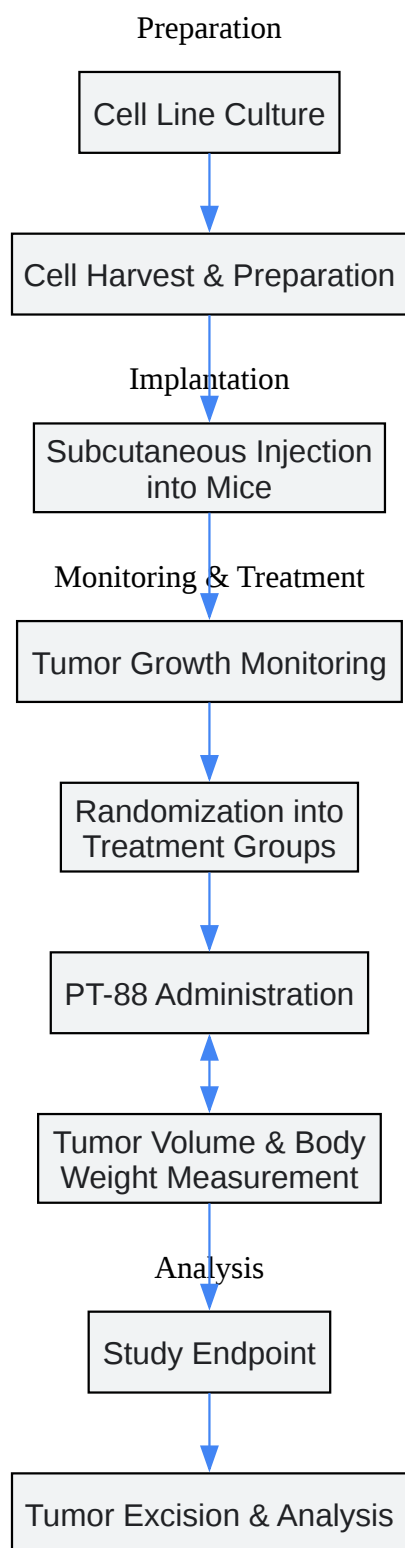 Preparation
Cell Line Culture
Cell Harvest & Preparation
Implantation
Subcutaneous Injection
into Mice
Monitoring & Treatment
Tumor Growth Monitoring
Randomization into
Treatment Groups
PT-88 Administration
Tumor Volume & Body
Weight Measurement
Analysis
Study Endpoint
Tumor Excision & Analysis